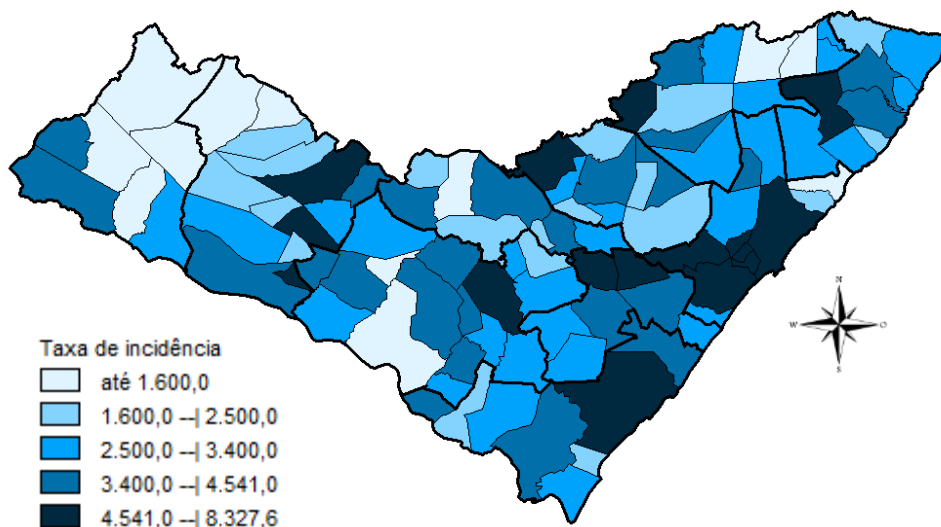 N
W
O
S
Taxa de incidência
até 1.600,0
1.600,0 --| 2.500,0
2.500,0 --| 3.400,0
3.400,0 --| 4.541,0
4.541,0 --| 8.327,6